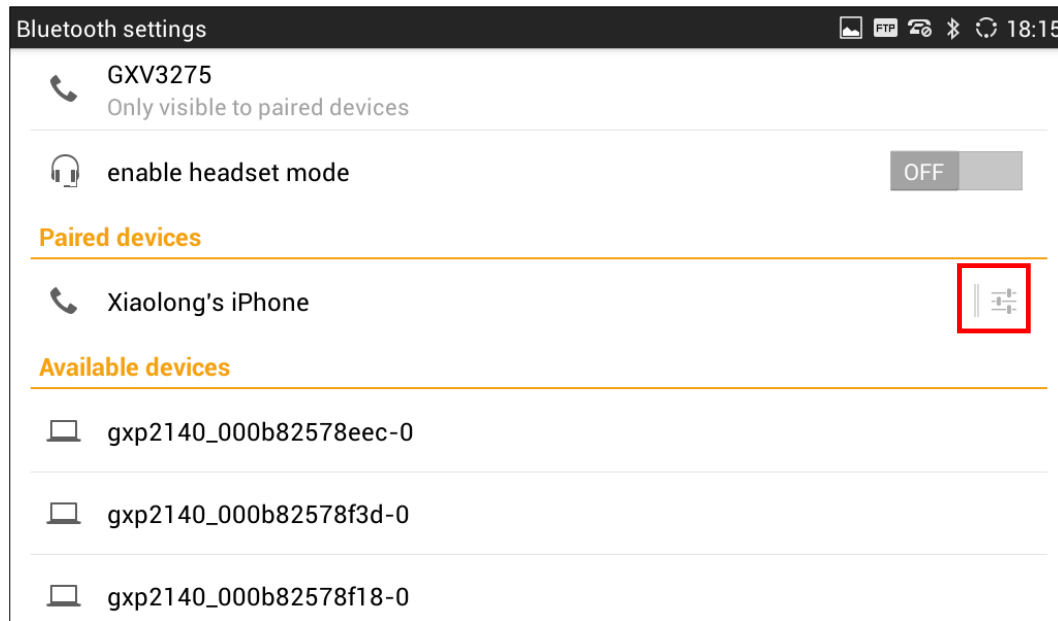 Bluetooth settings FTP 18:15
GXV3275
Only visible to paired devices
enable headset mode OFF
Paired devices
Xiaolong's iPhone
Available devices
gxp2140_000b82578eec-0
gxp2140_000b82578f3d-0
gxp2140_000b82578f18-0